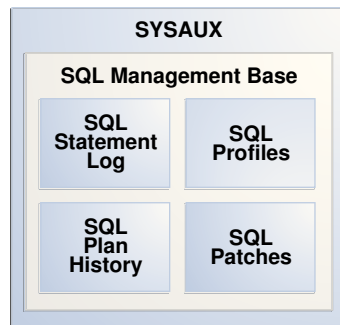 SYSAUX
SQL Management Base
SQL
Statement
Log
SQL
Profiles
SQL
Plan
History
SQL
Patches